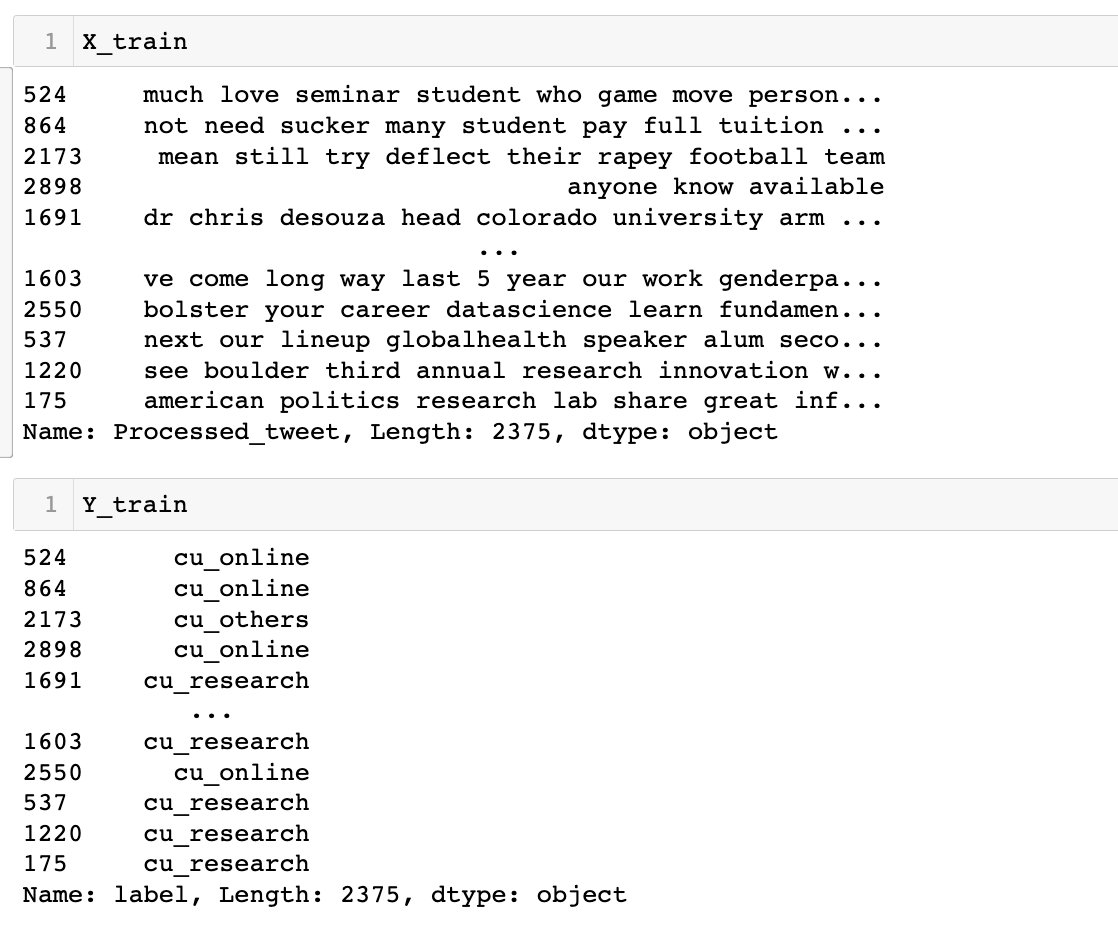 1 X_train
524 much love seminar student who game move person...
864 not need sucker many student pay full tuition ...
2173 mean still try deflect their rapey football team
2898 anyone know available
1691 dr chris desouza head colorado university arm ...
...
1603 ve come long way last 5 year our work genderpa...
2550 bolster your career datascience learn fundamen...
537 next our lineup globalhealth speaker alum seco...
1220 see boulder third annual research innovation w...
175 american politics research lab share great inf...
Name: Processed_tweet, Length: 2375, dtype: object
1 Y_train
524 cu_online
864 cu_online
2173 cu_others
2898 cu_online
1691 cu_research
...
1603 cu_research
2550 cu_online
537 cu_research
1220 cu_research
175 cu_research
Name: label, Length: 2375, dtype: object